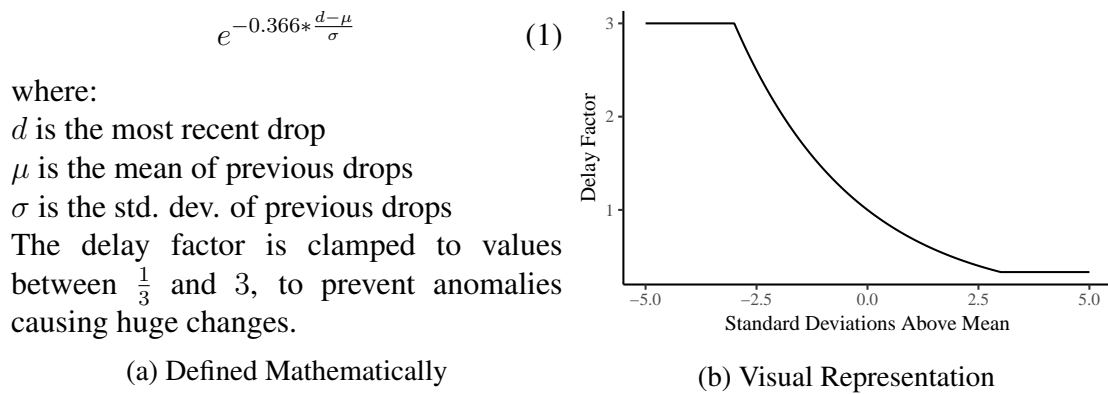 e^{-0.366*\frac{d-μ}{σ}} (1)
where:
d is the most recent drop
μ is the mean of previous drops
σ is the std. dev. of previous drops
The delay factor is clamped to values
between 1/3 and 3, to prevent anomalies
causing huge changes.
(a) Defined Mathematically
3
2
1
Delay Factor
−5.0 −2.5 0.0 2.5 5.0
Standard Deviations Above Mean
(b) Visual Representation